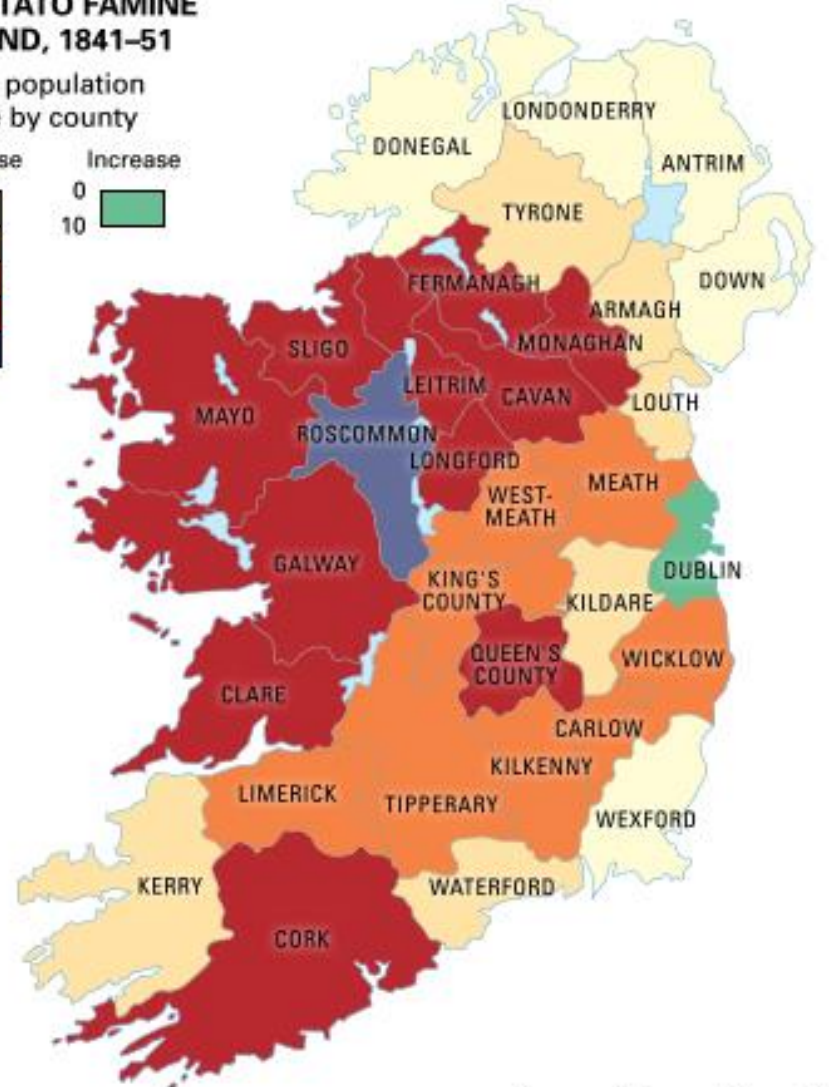 TATO FAMINE
ND, 1841–51
population
by county
se
Increase
0
10
LONDONDERRY
DONEGAL
ANTRIM
TYRONE
DOWN
FERMANAGH
ARMAGH
MONAGHAN
SLIGO
LEITRIM
CAVAN
LOUTH
MAYO
ROSCOMMON
LONGFORD
MEATH
WEST-
MEATH
GALWAY
DUBLIN
KING'S
COUNTY
KILDARE
QUEEN'S
COUNTY
WICKLOW
CLARE
CARLOW
KILKENNY
LIMERICK
TIPPERARY
WEXFORD
KERRY
WATERFORD
CORK